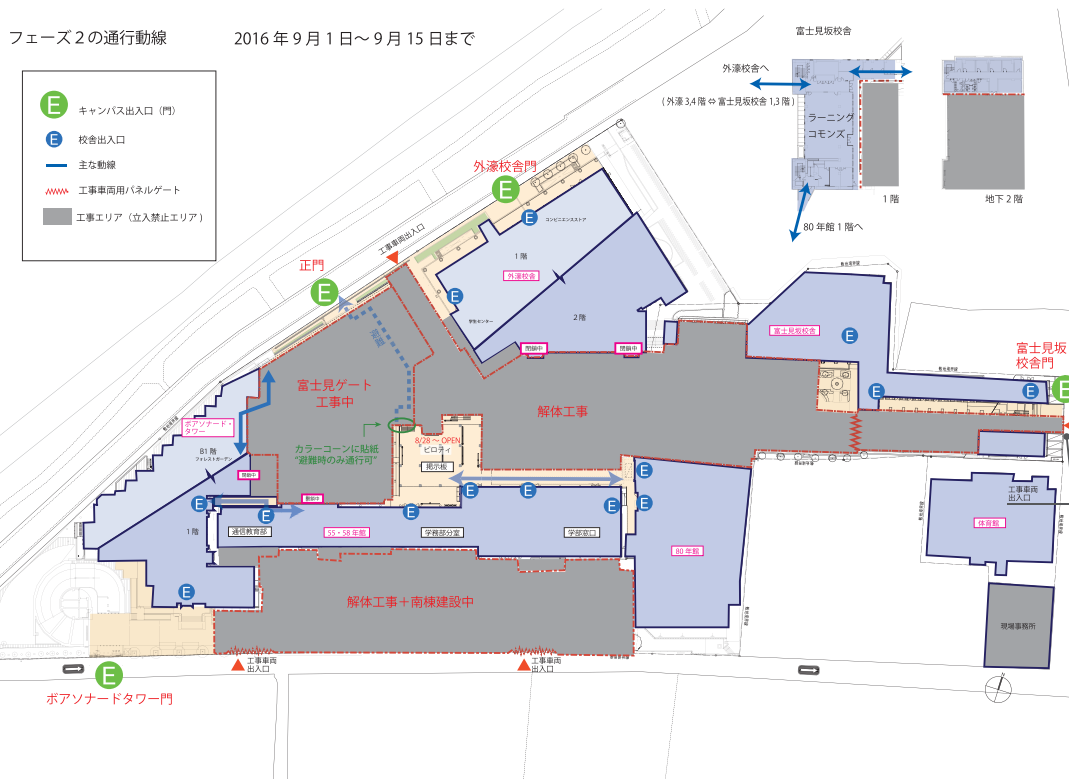 フェーズ２の通行動線
2016 年 9 月 1 日～ 9 月 15 日まで
E
キャンパス出入口（門）
E
校舎出入口
主な動線
工事車両用パネルゲート
工事エリア（立入禁止エリア）
富士見坂校舎
外濠校舎へ
( 外濠 3,4 階 ⇔ 富士見坂校舎 1,3 階 )
ラーニング
コモンズ
1 階
地下 2 階
80 年館 1 階へ
外濠校舎門
E
E
コンビニエンスストア
工事車両出入口
1 階
外濠校舎
正門
E
E
学生センター
2 階
閉鎖中
閉鎖中
富士見坂校舎
E
富士見坂
校舎門
E
E
E
富士見ゲート
工事中
解体工事
ボアソナード・
タワー
B1 階
フォレストガーデン
閉鎖中
カラーコーンに貼紙
“避難時のみ通行可”
8/28 ～ OPEN
ピロティ
掲示板
閉鎖中
E
E
E
E
E
E
E
E
1 階
通信教育部
55・58 年館
学務部分室
学部窓口
80 年館
工事車両
出入口
体育館
E
解体工事＋南棟建設中
現場事務所
工事車両
出入口
工事車両
出入口
E
ボアソナードタワー門